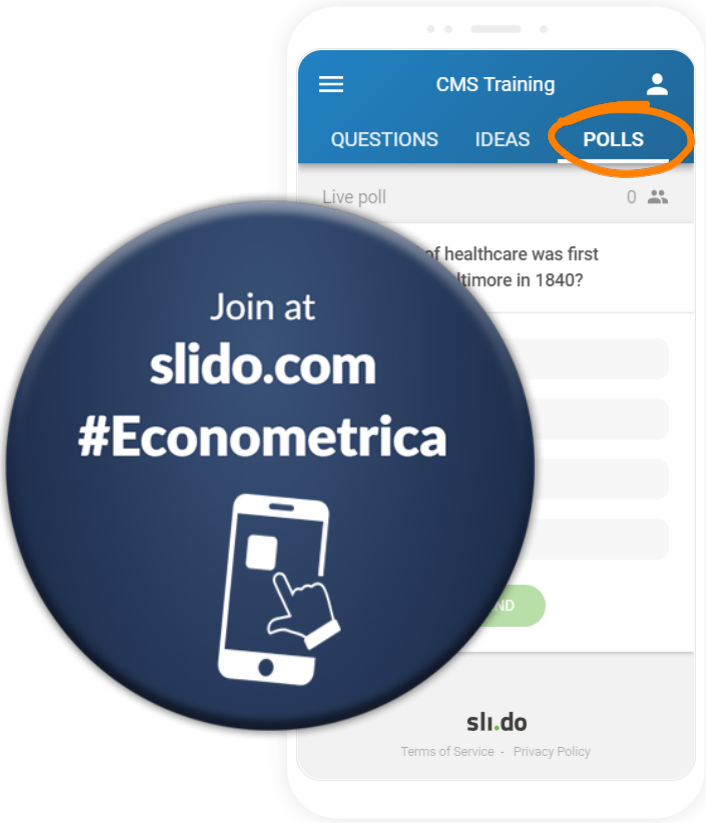 CMS Training
QUESTIONS IDEAS POLLS
Live poll 0
of healthcare was first
in 1840?
Join at
slido.com
#Econometrica
sli.do
Terms of Service - Privacy Policy